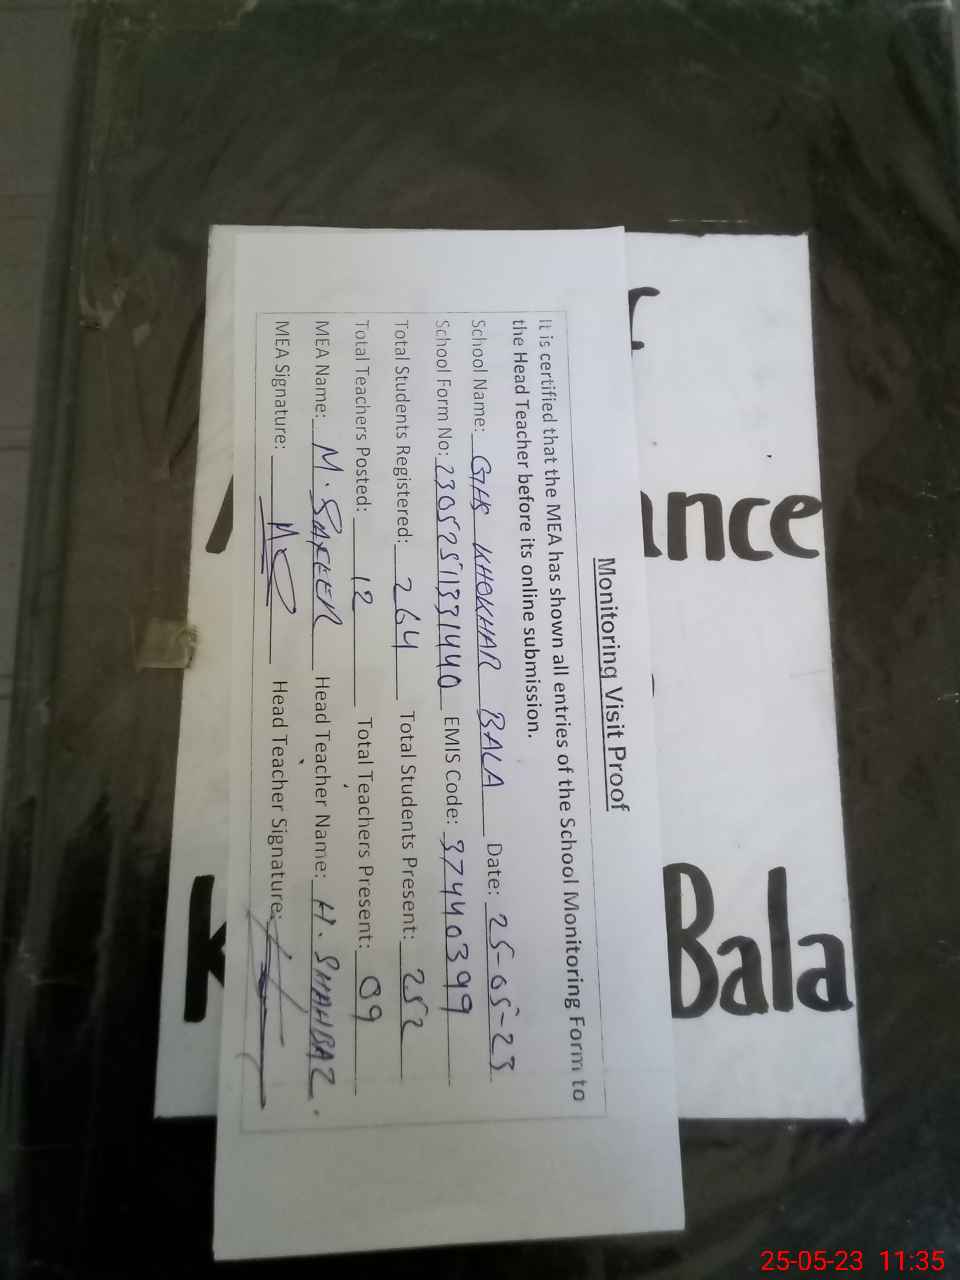 Monitoring Visit Proof
It is certified that the MEA has shown all entries of the School Monitoring Form to
the Head Teacher before its online submission.
School Name: GHS KHOKHAR BALA Date: 25-05-23
School Form No: 23052511331440 EMIS Code: 37440399
Total Students Registered: 264 Total Students Present: 252
Total Teachers Posted: 12 Total Teachers Present: 09
MEA Name: M. SAFEER Head Teacher Name: H. SHAHBAZ.
MEA Signature: Head Teacher Signature:
ance
Bala
25-05-23 11:35